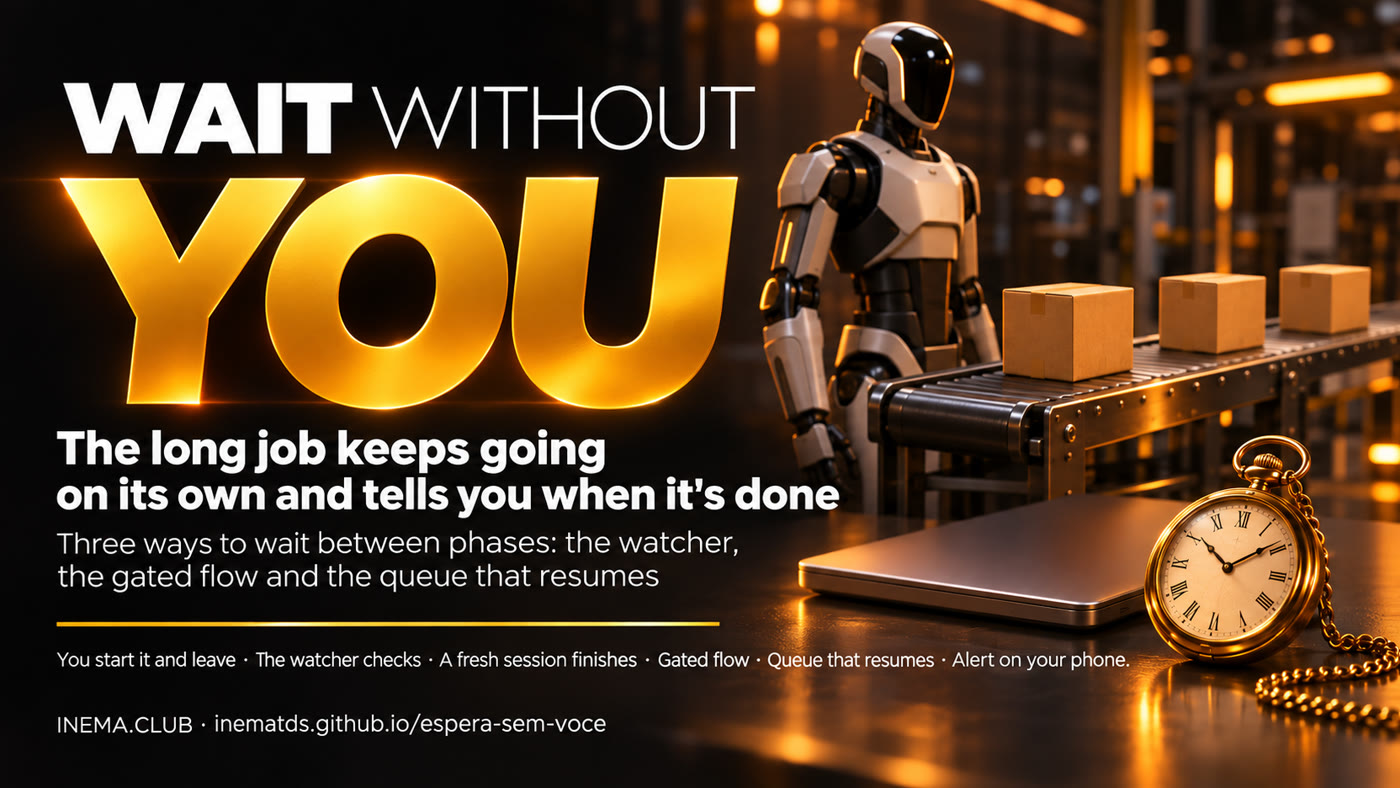 WAIT WITHOUT
YOU
The long job keeps going
on its own and tells you when it's done
Three ways to wait between phases: the watcher,
the gated flow and the queue that resumes
You start it and leave · The watcher checks · A fresh session finishes · Gated flow · Queue that resumes · Alert on your phone.
INEMA.CLUB · inematds.github.io/espera-sem-voce